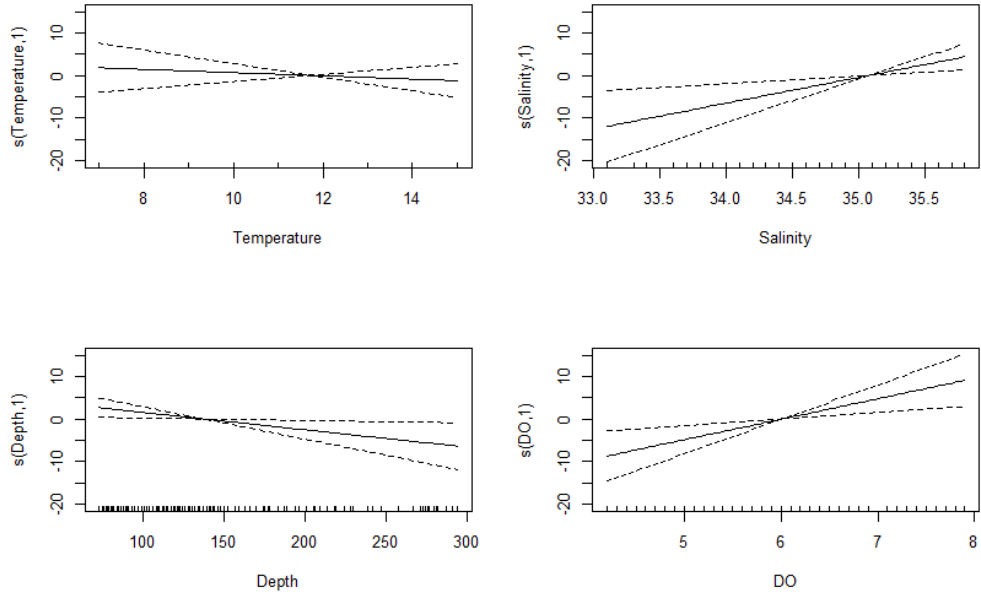 s(Temperature,1)
10
0
-10
-20
8 10 12 14
Temperature
s(Salinity,1)
10
0
-10
-20
33.0 33.5 34.0 34.5 35.0 35.5
Salinity
s(Depth,1)
10
0
-10
-20
100 150 200 250 300
Depth
s(DO,1)
10
0
-10
-20
5 6 7 8
DO